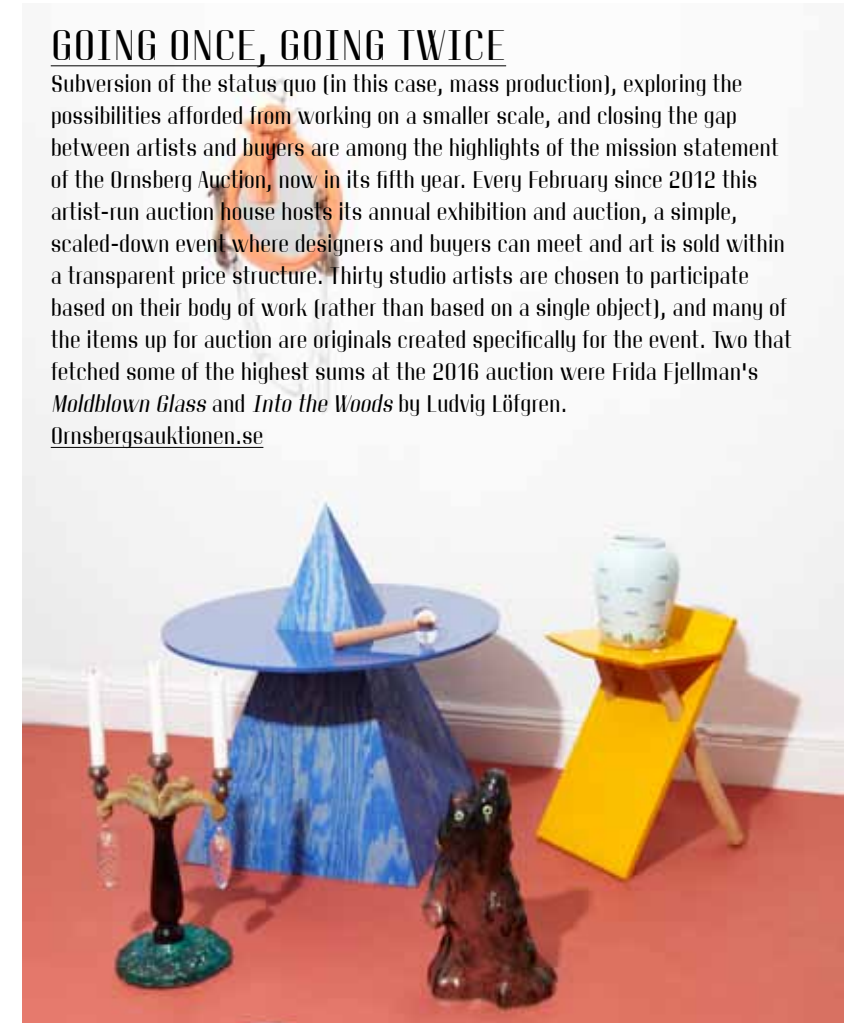 GOING ONCE, GOING TWICE
Subversion of the status quo (in this case, mass production), exploring the
possibilities afforded from working on a smaller scale, and closing the gap
between artists and buyers are among the highlights of the mission statement
of the Ornsberg Auction, now in its fifth year. Every February since 2012 this
artist-run auction house hosts its annual exhibition and auction, a simple,
scaled-down event where designers and buyers can meet and art is sold within
a transparent price structure. Thirty studio artists are chosen to participate
based on their body of work (rather than based on a single object), and many of
the items up for auction are originals created specifically for the event. Two that
fetched some of the highest sums at the 2016 auction were Frida Fjellman's
Moldblown Glass and Into the Woods by Ludvig Löfgren.
Ornsbergsauktionen.se